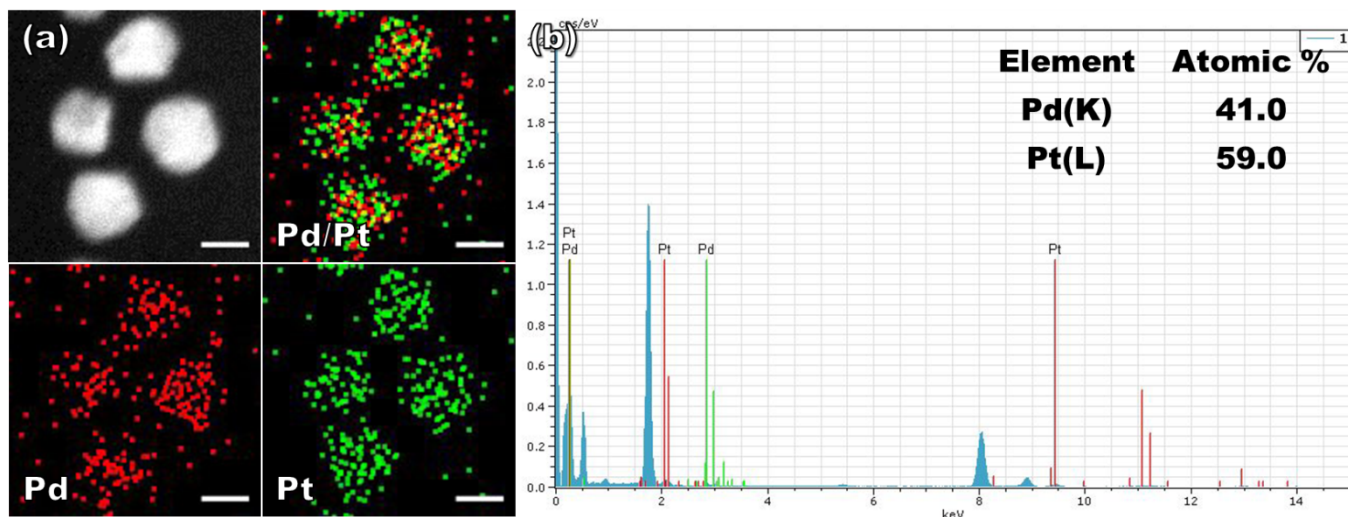 (a)
Pd/Pt
Pd
Pt
(b)
cps/eV
1
Element Atomic %
Pd(K) 41.0
Pt(L) 59.0
2.2
2.0
1.8
1.6
1.4
1.2
1.0
0.8
0.6
0.4
0.2
0.0
Pt
Pd
Pt
Pd
Pt
0 2 4 6 8 10 12 14
keV